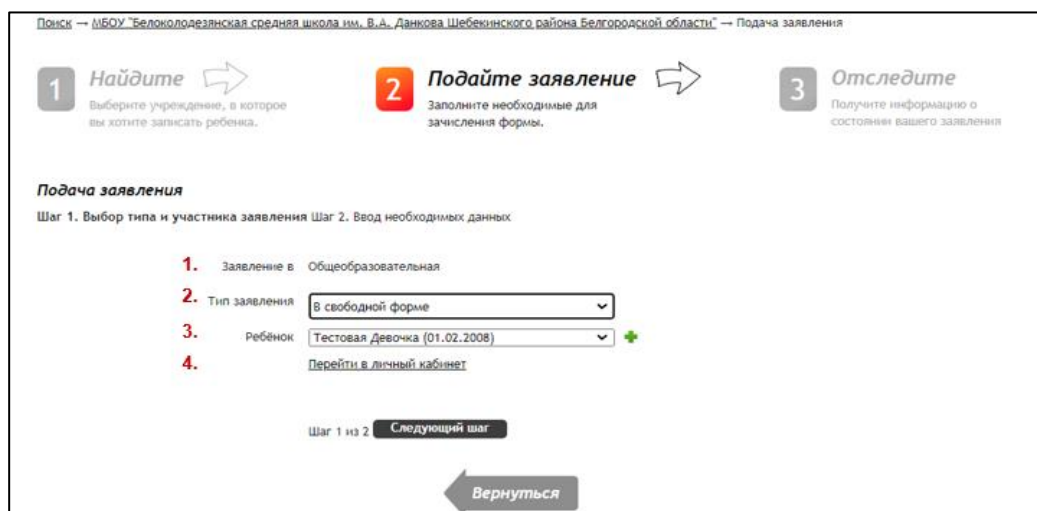 Поиск → МБОУ "Белоколодезянская средняя школа им. В.А. Данкова Шебекинского района Белгородской области" → Подача заявления
1 Найдите
Выберите учреждение, в которое
вы хотите записать ребенка.
2 Подайте заявление
Заполните необходимые для
зачисления формы.
3 Отследите
Получите информацию о
состоянии вашего заявления
Подача заявления
Шаг 1. Выбор типа и участника заявления Шаг 2. Ввод необходимых данных
1. Заявление в Общеобразовательная
2. Тип заявления В свободной форме
3. Ребёнок Тестовая Девочка (01.02.2008)
4. Перейти в личный кабинет
Шаг 1 из 2 Следующий шаг
Вернуться